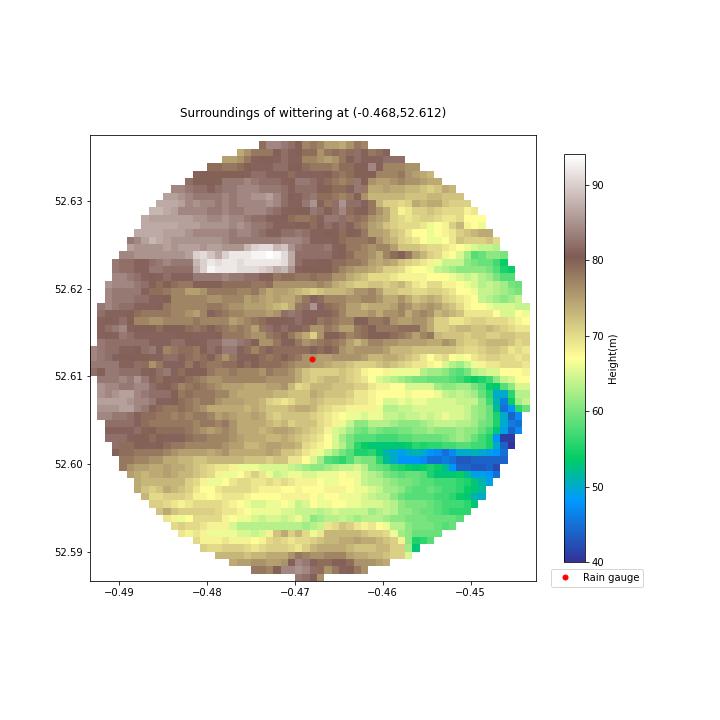 Surroundings of wittering at (-0.468,52.612)
52.63
52.62
52.61
52.60
52.59
−0.49 −0.48 −0.47 −0.46 −0.45
90
80
70
60
50
40
Height(m)
Rain gauge